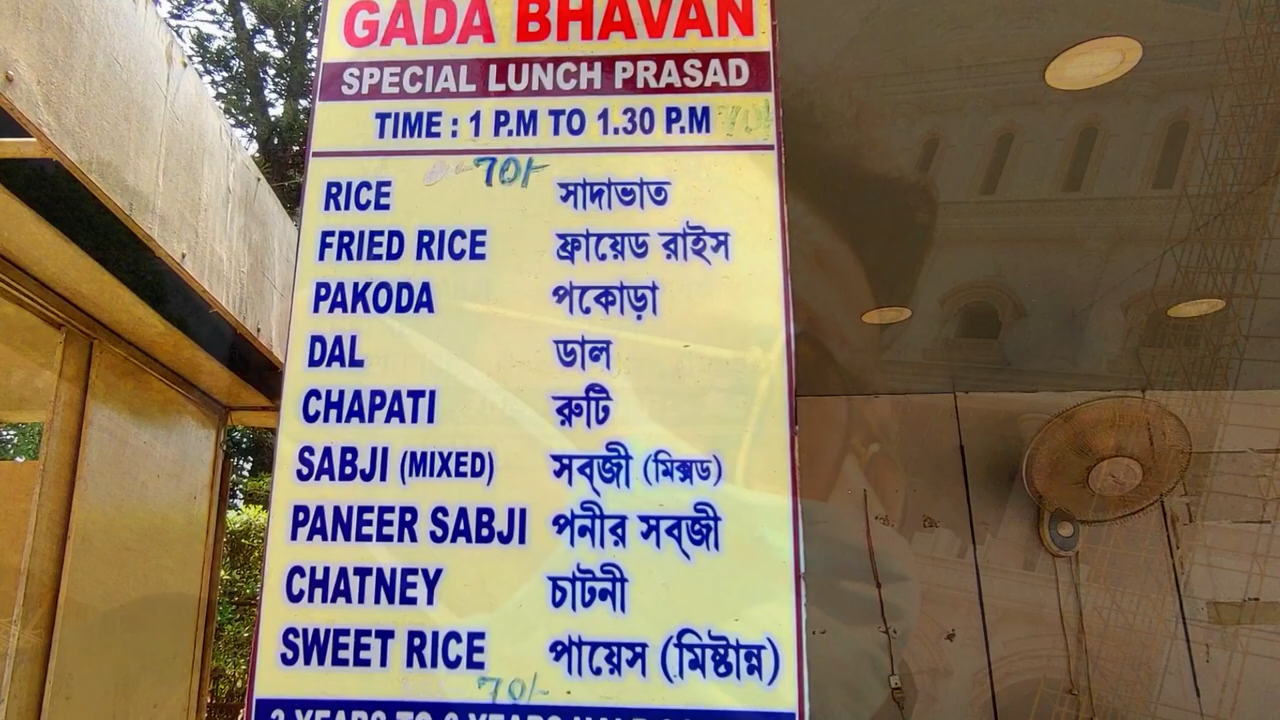 GADA BHAVAN
SPECIAL LUNCH PRASAD
TIME : 1 P.M TO 1.30 P.M 70/-
70/-
RICE সাদাভাত
FRIED RICE ফ্রায়েড রাইস
PAKODA পকোড়া
DAL ডাল
CHAPATI রুটি
SABJI (MIXED) সব্জী (মিক্সড)
PANEER SABJI পনীর সব্জী
CHATNEY চাটনী
SWEET RICE পায়েস (মিষ্টান্ন)
70/-